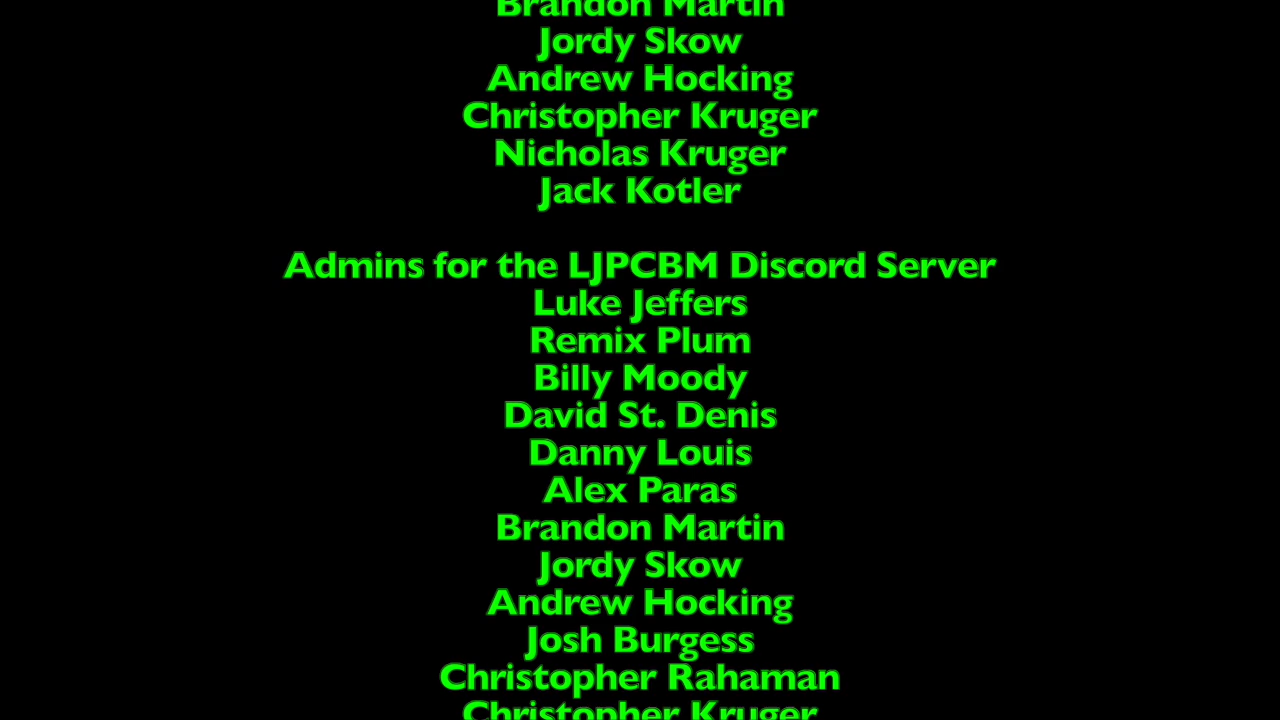 Brandon Martin
Jordy Skow
Andrew Hocking
Christopher Kruger
Nicholas Kruger
Jack Kotler
Admins for the LJPCBM Discord Server
Luke Jeffers
Remix Plum
Billy Moody
David St. Denis
Danny Louis
Alex Paras
Brandon Martin
Jordy Skow
Andrew Hocking
Josh Burgess
Christopher Rahaman
Christopher Kruger